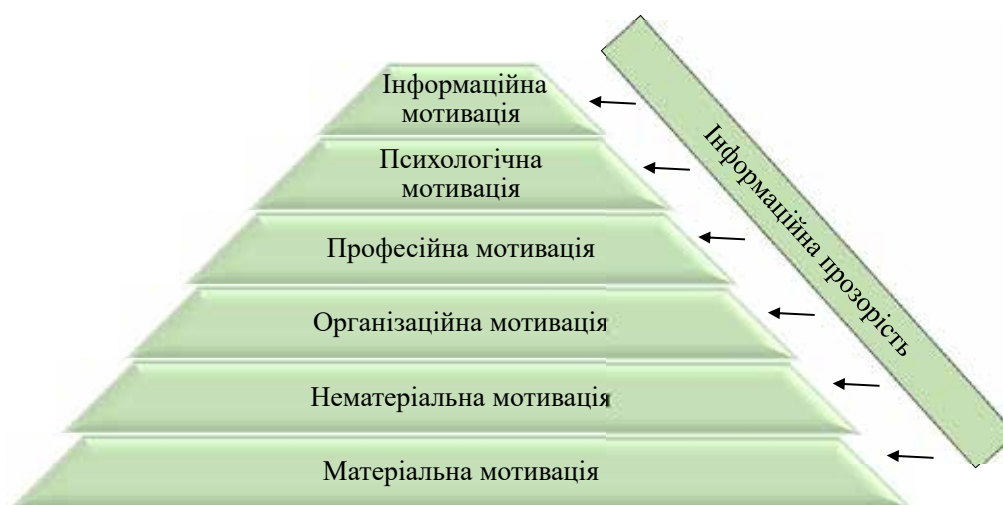 Інформаційна
мотивація
Психологічна
мотивація
Професійна мотивація
Організаційна мотивація
Нематеріальна мотивація
Матеріальна мотивація
Інформаційна прозорість